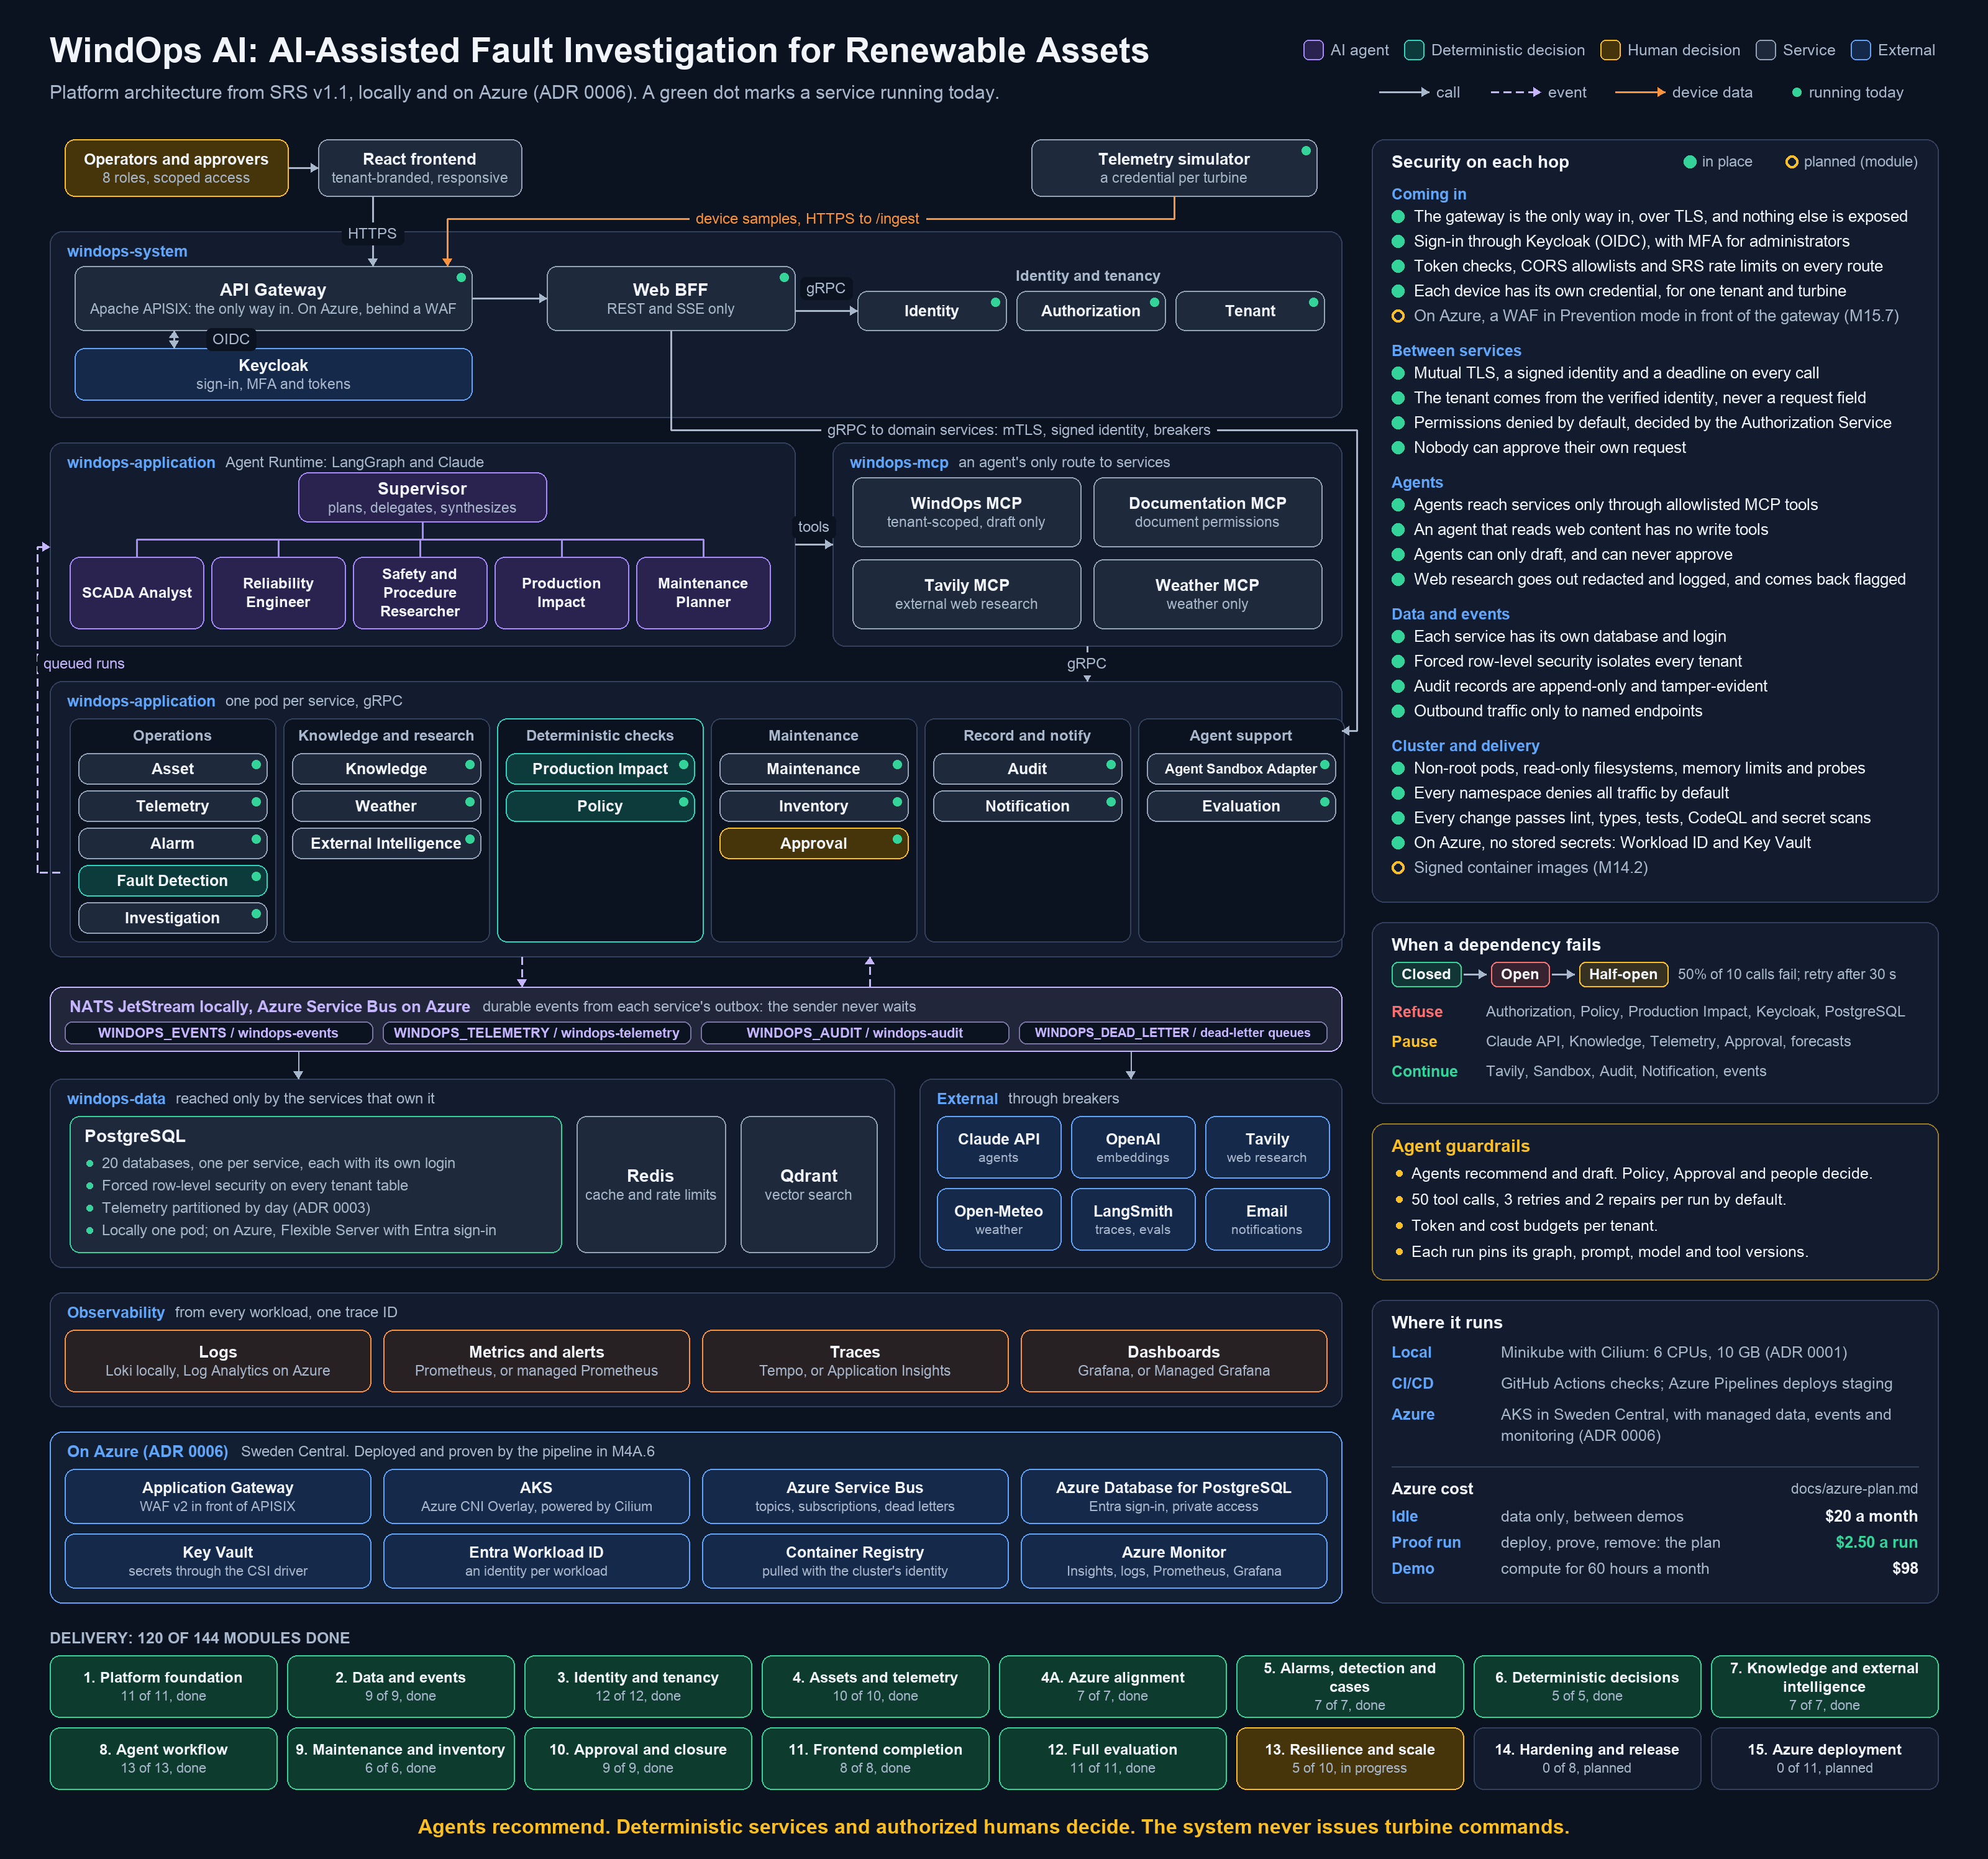 WindOps AI: AI-Assisted Fault Investigation for Renewable Assets
Platform architecture from SRS v1.1, locally and on Azure (ADR 0006). A green dot marks a service running today.
AI agent
Deterministic decision
Human decision
Service
External
call
event
device data
running today
Operators and approvers
8 roles, scoped access
React frontend
tenant-branded, responsive
Telemetry simulator
a credential per turbine
device samples, HTTPS to /ingest
HTTPS
windops-system
API Gateway
Apache APISIX: the only way in. On Azure, behind a WAF
Web BFF
REST and SSE only
gRPC
Identity and tenancy
Identity
Authorization
Tenant
OIDC
Keycloak
sign-in, MFA and tokens
gRPC to domain services: mTLS, signed identity, breakers
windops-application Agent Runtime: LangGraph and Claude
Supervisor
plans, delegates, synthesizes
SCADA Analyst
Reliability
Engineer
Safety and
Procedure
Researcher
Production
Impact
Maintenance
Planner
tools
windops-mcp an agent's only route to services
WindOps MCP
tenant-scoped, draft only
Documentation MCP
document permissions
Tavily MCP
external web research
Weather MCP
weather only
queued runs
gRPC
windops-application one pod per service, gRPC
Operations
Asset
Telemetry
Alarm
Fault Detection
Investigation
Knowledge and research
Knowledge
Weather
External Intelligence
Deterministic checks
Production Impact
Policy
Maintenance
Maintenance
Inventory
Approval
Record and notify
Audit
Notification
Agent support
Agent Sandbox Adapter
Evaluation
NATS JetStream locally, Azure Service Bus on Azure durable events from each service's outbox: the sender never waits
WINDOPS_EVENTS / windops-events
WINDOPS_TELEMETRY / windops-telemetry
WINDOPS_AUDIT / windops-audit
WINDOPS_DEAD_LETTER / dead-letter queues
windops-data reached only by the services that own it
PostgreSQL
20 databases, one per service, each with its own login
Forced row-level security on every tenant table
Telemetry partitioned by day (ADR 0003)
Locally one pod; on Azure, Flexible Server with Entra sign-in
Redis
cache and rate limits
Qdrant
vector search
External through breakers
Claude API
agents
OpenAI
embeddings
Tavily
web research
Open-Meteo
weather
LangSmith
traces, evals
Email
notifications
Observability from every workload, one trace ID
Logs
Loki locally, Log Analytics on Azure
Metrics and alerts
Prometheus, or managed Prometheus
Traces
Tempo, or Application Insights
Dashboards
Grafana, or Managed Grafana
On Azure (ADR 0006) Sweden Central. Deployed and proven by the pipeline in M4A.6
Application Gateway
WAF v2 in front of APISIX
AKS
Azure CNI Overlay, powered by Cilium
Azure Service Bus
topics, subscriptions, dead letters
Azure Database for PostgreSQL
Entra sign-in, private access
Key Vault
secrets through the CSI driver
Entra Workload ID
an identity per workload
Container Registry
pulled with the cluster's identity
Azure Monitor
Insights, logs, Prometheus, Grafana
Security on each hop
in place
planned (module)
Coming in
The gateway is the only way in, over TLS, and nothing else is exposed
Sign-in through Keycloak (OIDC), with MFA for administrators
Token checks, CORS allowlists and SRS rate limits on every route
Each device has its own credential, for one tenant and turbine
On Azure, a WAF in Prevention mode in front of the gateway (M15.7)
Between services
Mutual TLS, a signed identity and a deadline on every call
The tenant comes from the verified identity, never a request field
Permissions denied by default, decided by the Authorization Service
Nobody can approve their own request
Agents
Agents reach services only through allowlisted MCP tools
An agent that reads web content has no write tools
Agents can only draft, and can never approve
Web research goes out redacted and logged, and comes back flagged
Data and events
Each service has its own database and login
Forced row-level security isolates every tenant
Audit records are append-only and tamper-evident
Outbound traffic only to named endpoints
Cluster and delivery
Non-root pods, read-only filesystems, memory limits and probes
Every namespace denies all traffic by default
Every change passes lint, types, tests, CodeQL and secret scans
On Azure, no stored secrets: Workload ID and Key Vault
Signed container images (M14.2)
When a dependency fails
Closed
Open
Half-open
50% of 10 calls fail; retry after 30 s
Refuse Authorization, Policy, Production Impact, Keycloak, PostgreSQL
Pause Claude API, Knowledge, Telemetry, Approval, forecasts
Continue Tavily, Sandbox, Audit, Notification, events
Agent guardrails
Agents recommend and draft. Policy, Approval and people decide.
50 tool calls, 3 retries and 2 repairs per run by default.
Token and cost budgets per tenant.
Each run pins its graph, prompt, model and tool versions.
Where it runs
Local Minikube with Cilium: 6 CPUs, 10 GB (ADR 0001)
CI/CD GitHub Actions checks; Azure Pipelines deploys staging
Azure AKS in Sweden Central, with managed data, events and
monitoring (ADR 0006)
Azure cost docs/azure-plan.md
Idle data only, between demos $20 a month
Proof run deploy, prove, remove: the plan $2.50 a run
Demo compute for 60 hours a month $98
DELIVERY: 120 OF 144 MODULES DONE
1. Platform foundation
11 of 11, done
2. Data and events
9 of 9, done
3. Identity and tenancy
12 of 12, done
4. Assets and telemetry
10 of 10, done
4A. Azure alignment
7 of 7, done
5. Alarms, detection and
cases
7 of 7, done
6. Deterministic decisions
5 of 5, done
7. Knowledge and external
intelligence
7 of 7, done
8. Agent workflow
13 of 13, done
9. Maintenance and inventory
6 of 6, done
10. Approval and closure
9 of 9, done
11. Frontend completion
8 of 8, done
12. Full evaluation
11 of 11, done
13. Resilience and scale
5 of 10, in progress
14. Hardening and release
0 of 8, planned
15. Azure deployment
0 of 11, planned
Agents recommend. Deterministic services and authorized humans decide. The system never issues turbine commands.